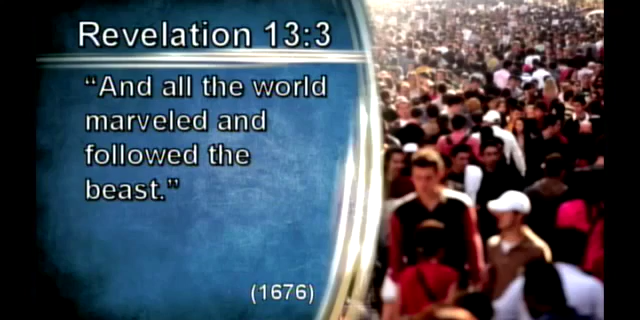 Revelation 13:3
“And all the world
marveled and
followed the
beast.”
(1676)